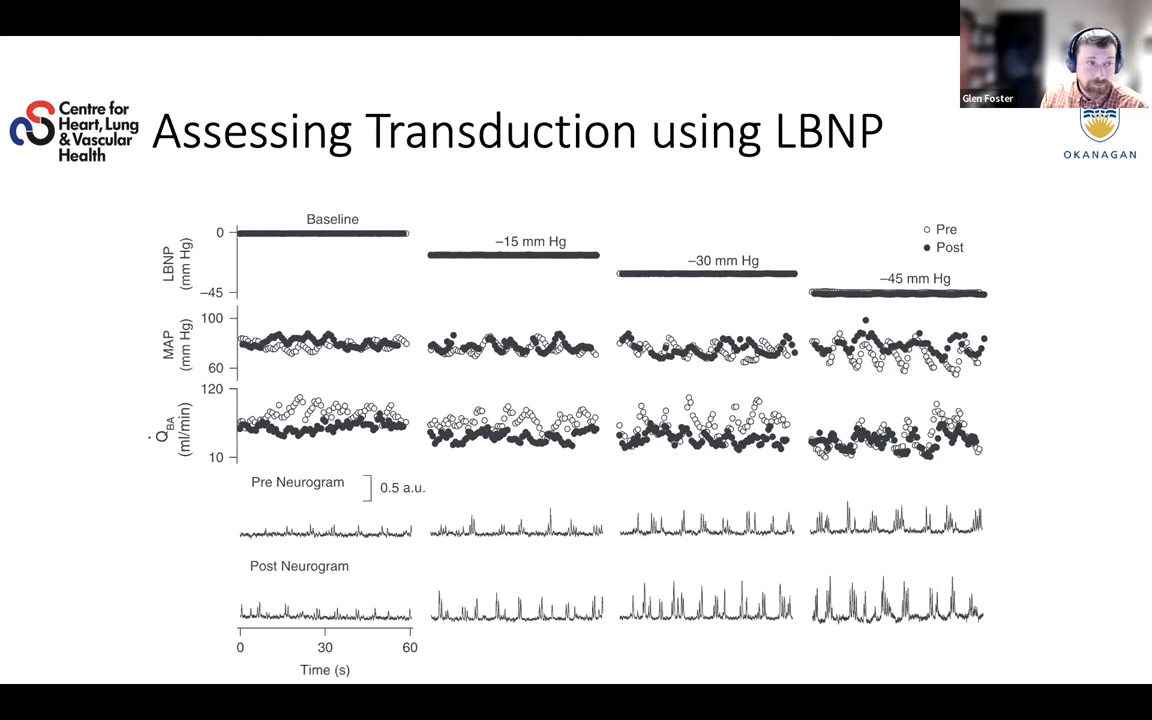 Glen Foster
Centre for
Heart, Lung
& Vascular
Health
Assessing Transduction using LBNP
OKANAGAN
Baseline
–15 mm Hg
–30 mm Hg
–45 mm Hg
Pre
Post
LBNP
(mm Hg)
0
–45
MAP
(mm Hg)
100
60
Q̇BA
(ml/min)
120
10
Pre Neurogram
0.5 a.u.
Post Neurogram
0 30 60
Time (s)